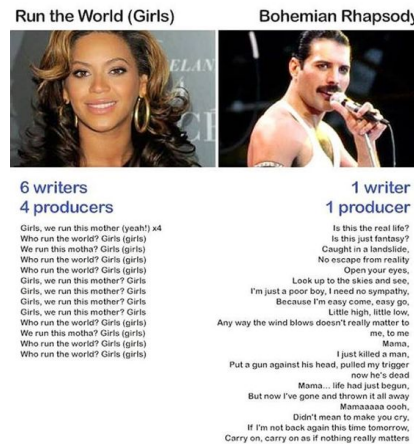 Run the World (Girls)
Bohemian Rhapsody
ELAN
6 writers
4 producers
Girls, we run this mother (yeah!) x4
Who run the world? Girls (girls)
We run this motha? Girls (girls)
Who run the world? Girls (girls)
Who run the world? Girls (girls)
Girls, we run this mother? Girls
Girls, we run this mother? Girls
Girls, we run this mother? Girls
Girls, we run this mother? Girls
Who run the world? Girls (girls)
We run this motha? Girls (girls)
Who run the world? Girls (girls)
Who run the world? Girls (girls)
1 writer
1 producer
Is this the real life?
Is this just fantasy?
Caught in a landslide,
No escape from reality
Open your eyes,
Look up to the skies and see,
I'm just a poor boy, I need no sympathy,
Because I'm easy come, easy go,
Little high, little low,
Any way the wind blows doesn't really matter to
me, to me
Mama,
I just killed a man,
Put a gun against his head, pulled my trigger
now he's dead
Mama... life had just begun,
But now I've gone and thrown it all away
Mamaaaaa oooh,
Didn't mean to make you cry,
If I'm not back again this time tomorrow,
Carry on, carry on as if nothing really matters